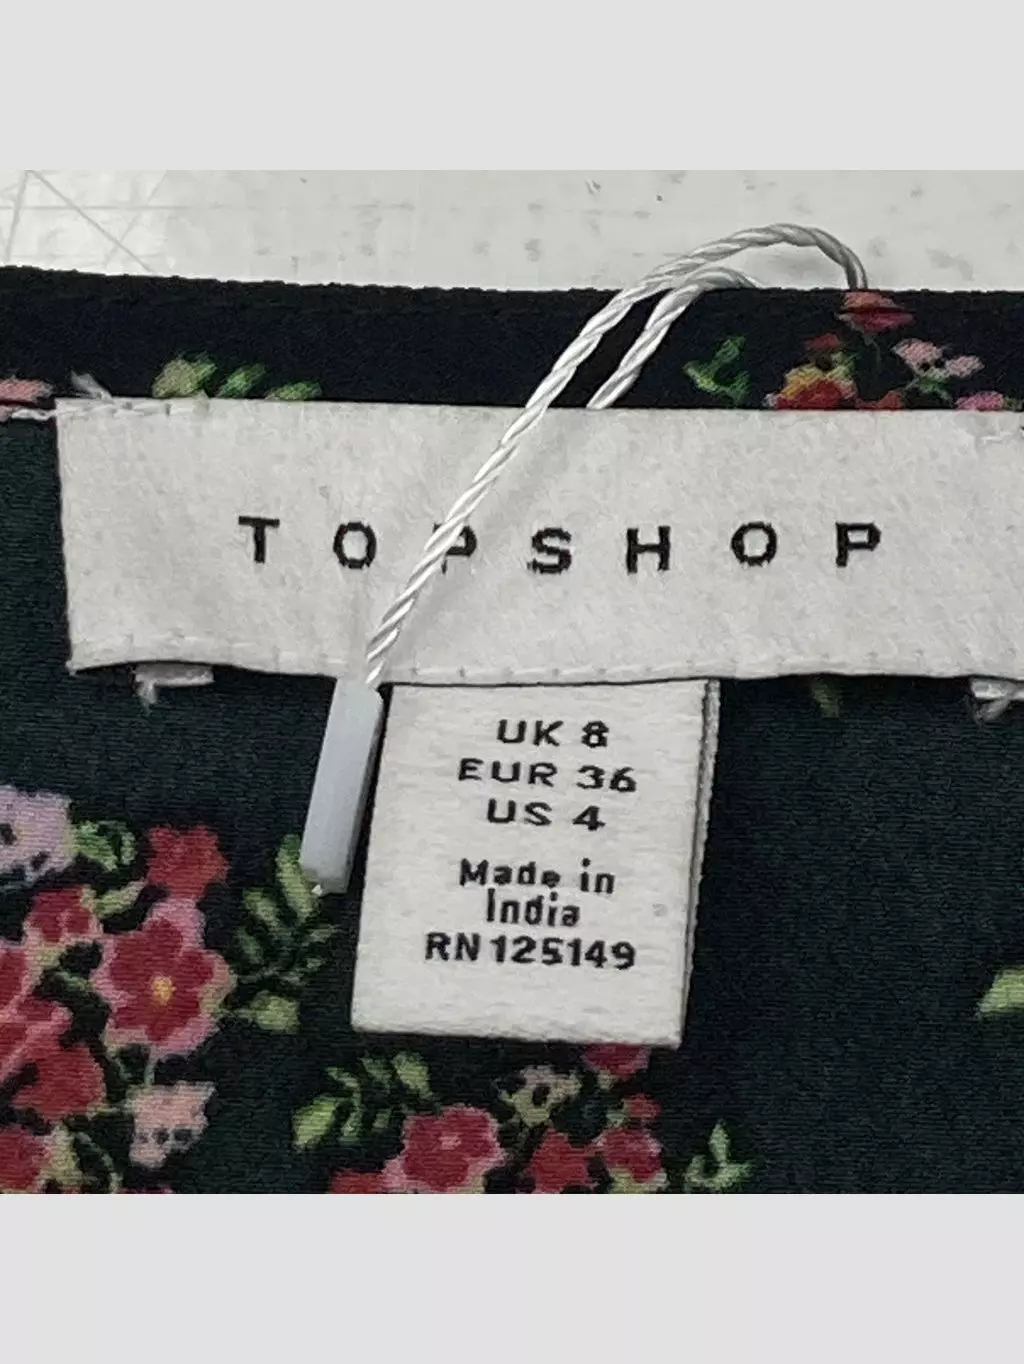 TOPSHOP
UK 8
EUR 36
US 4
Made in
India
RN 125149